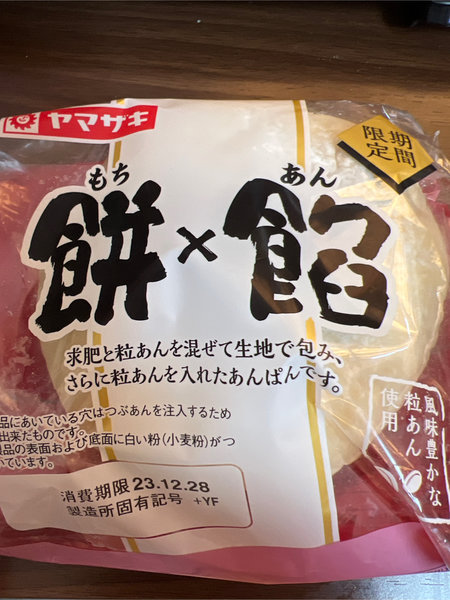 ヤマザキ
期間
限定
もち あん
餅×餡
求肥と粒あんを混ぜて生地で包み、
さらに粒あんを入れたあんぱんです。
風味豊かな
粒あん
使用
品にあいている穴はつぶあんを注入するため
出来たものです。
品の表面および底面に白い粉(小麦粉)がつ
いています。
消費期限 23.12.28
製造所固有記号 +YF